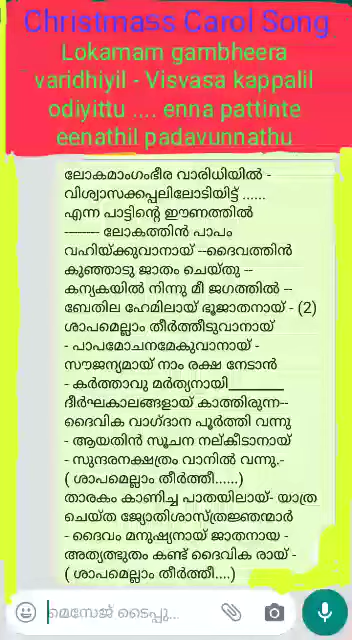 Christmass Carol Song
Lokamam gambheera
varidhiyil - Visvasa kappalil
odiyittu .... enna pattinte
eenathil padavunnathu
ലോകമാംഗംഭീര വാരിധിയിൽ -
വിശ്വാസക്കപ്പലിലോടിയിട്ട് ......
എന്ന പാട്ടിന്റെ ഈണത്തിൽ
--------- ലോകത്തിൻ പാപം
വഹിയ്ക്കുവാനായ് --ദൈവത്തിൻ
കുഞ്ഞാടു ജാതം ചെയ്തു --
കന്യകയിൽ നിന്നു മീ ജഗത്തിൽ --
ബേതില ഹേമിലായ് ഭൂജാതനായ് - (2)
ശാപമെല്ലാം തീർത്തീടുവാനായ്
- പാപമോചനമേകുവാനായ് -
സൗജന്യമായ് നാം രക്ഷ നേടാൻ
- കർത്താവു മർത്യനായി_______
ദീർഘകാലങ്ങളായ് കാത്തിരുന്ന--
ദൈവിക വാഗ്ദാന പൂർത്തി വന്നു
- ആയതിൻ സൂചന നല്കീടാനായ്
- സുന്ദരനക്ഷത്രം വാനിൽ വന്നു.-
( ശാപമെല്ലാം തീർത്തീ......)
താരകം കാണിച്ച പാതയിലായ്- യാത്ര
ചെയ്ത ജ്യോതിശാസ്ത്രജ്ഞന്മാർ
- ദൈവം മനുഷ്യനായ് ജാതനായ -
അത്യത്ഭുതം കണ്ട് ദൈവിക രായ് -
( ശാപമെല്ലാം തീർത്തീ....)
മെസേജ് ടൈപ്പു...